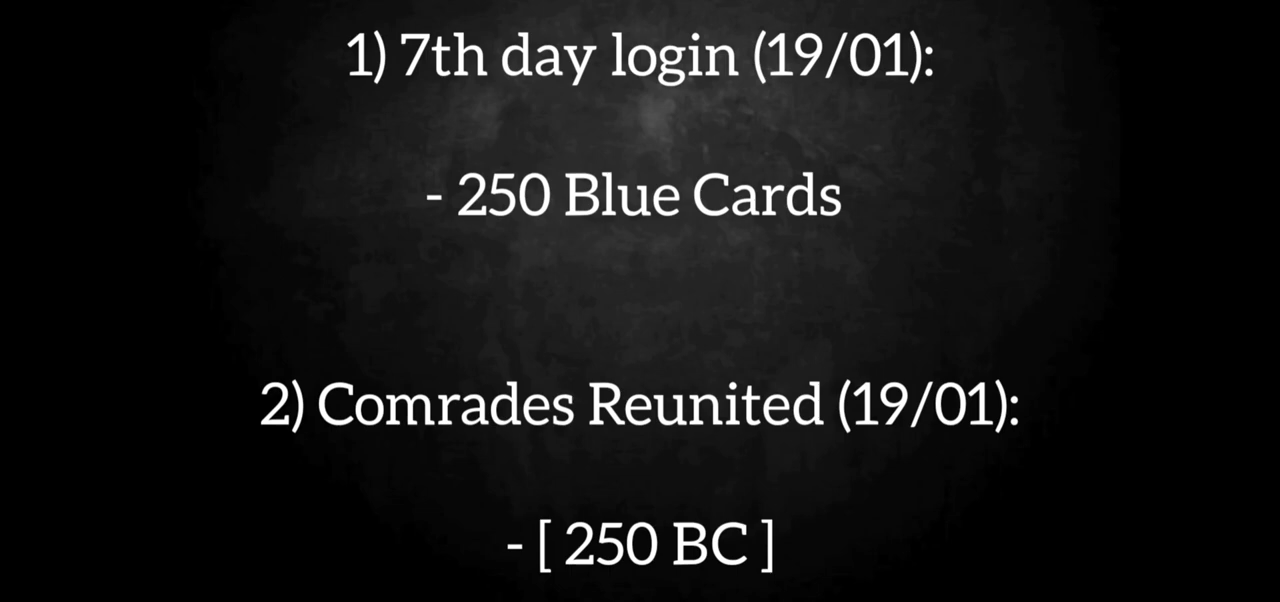 1) 7th day login (19/01):
- 250 Blue Cards
2) Comrades Reunited (19/01):
- [ 250 BC ]